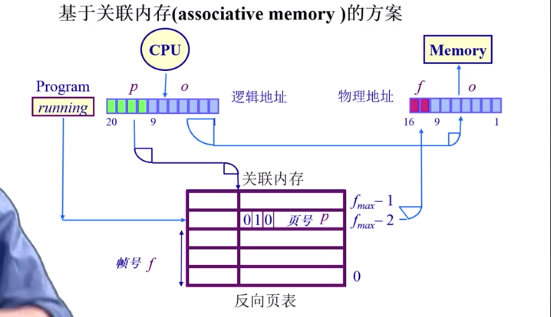 基于关联内存(associative memory )的方案
CPU
Memory
Program
running
p o
逻辑地址
物理地址
f o
20 9 1
16 9 1
关联内存
f max – 1
0 1 0 页号 p
f max – 2
帧号 f
0
反向页表